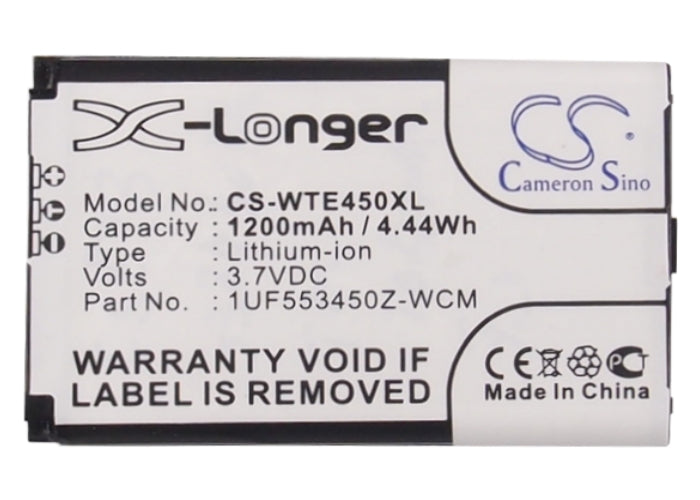 X-Longer
CS
Cameron Sino
Model No.: CS-WTE450XL
Capacity : 1200mAh / 4.44Wh
Type : Lithium-ion
Volts : 3.7VDC
Part No. : 1UF553450Z-WCM
WARRANTY VOID IF
LABEL IS REMOVED
CE PCT
Made In China